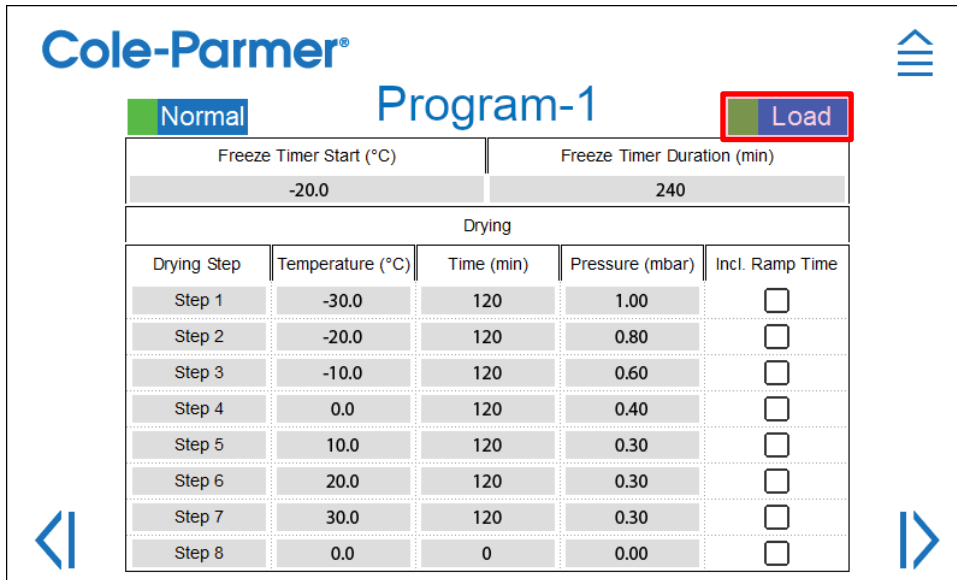 Cole-Parmer®
Program-1
Normal
Load
Freeze Timer Start (°C) Freeze Timer Duration (min)
-20.0 240
Drying
Drying Step Temperature (°C) Time (min) Pressure (mbar) Incl. Ramp Time
Step 1 -30.0 120 1.00
Step 2 -20.0 120 0.80
Step 3 -10.0 120 0.60
Step 4 0.0 120 0.40
Step 5 10.0 120 0.30
Step 6 20.0 120 0.30
Step 7 30.0 120 0.30
Step 8 0.0 0 0.00